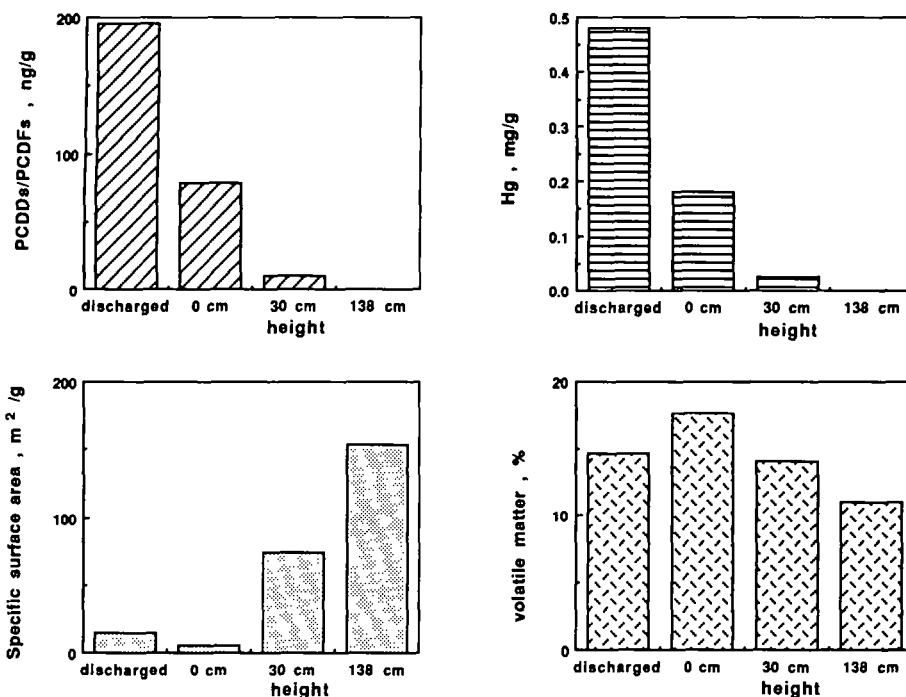 PCDDs/PCDFs , ng/g
200
100
0
discharged 0 cm 30 cm 138 cm
height
Hg , mg/g
0.5
0.4
0.3
0.2
0.1
0.0
discharged 0 cm 30 cm 138 cm
height
Specific surface area , m² /g
200
100
0
discharged 0 cm 30 cm 138 cm
height
volatile matter , %
20
10
0
discharged 0 cm 30 cm 138 cm
height